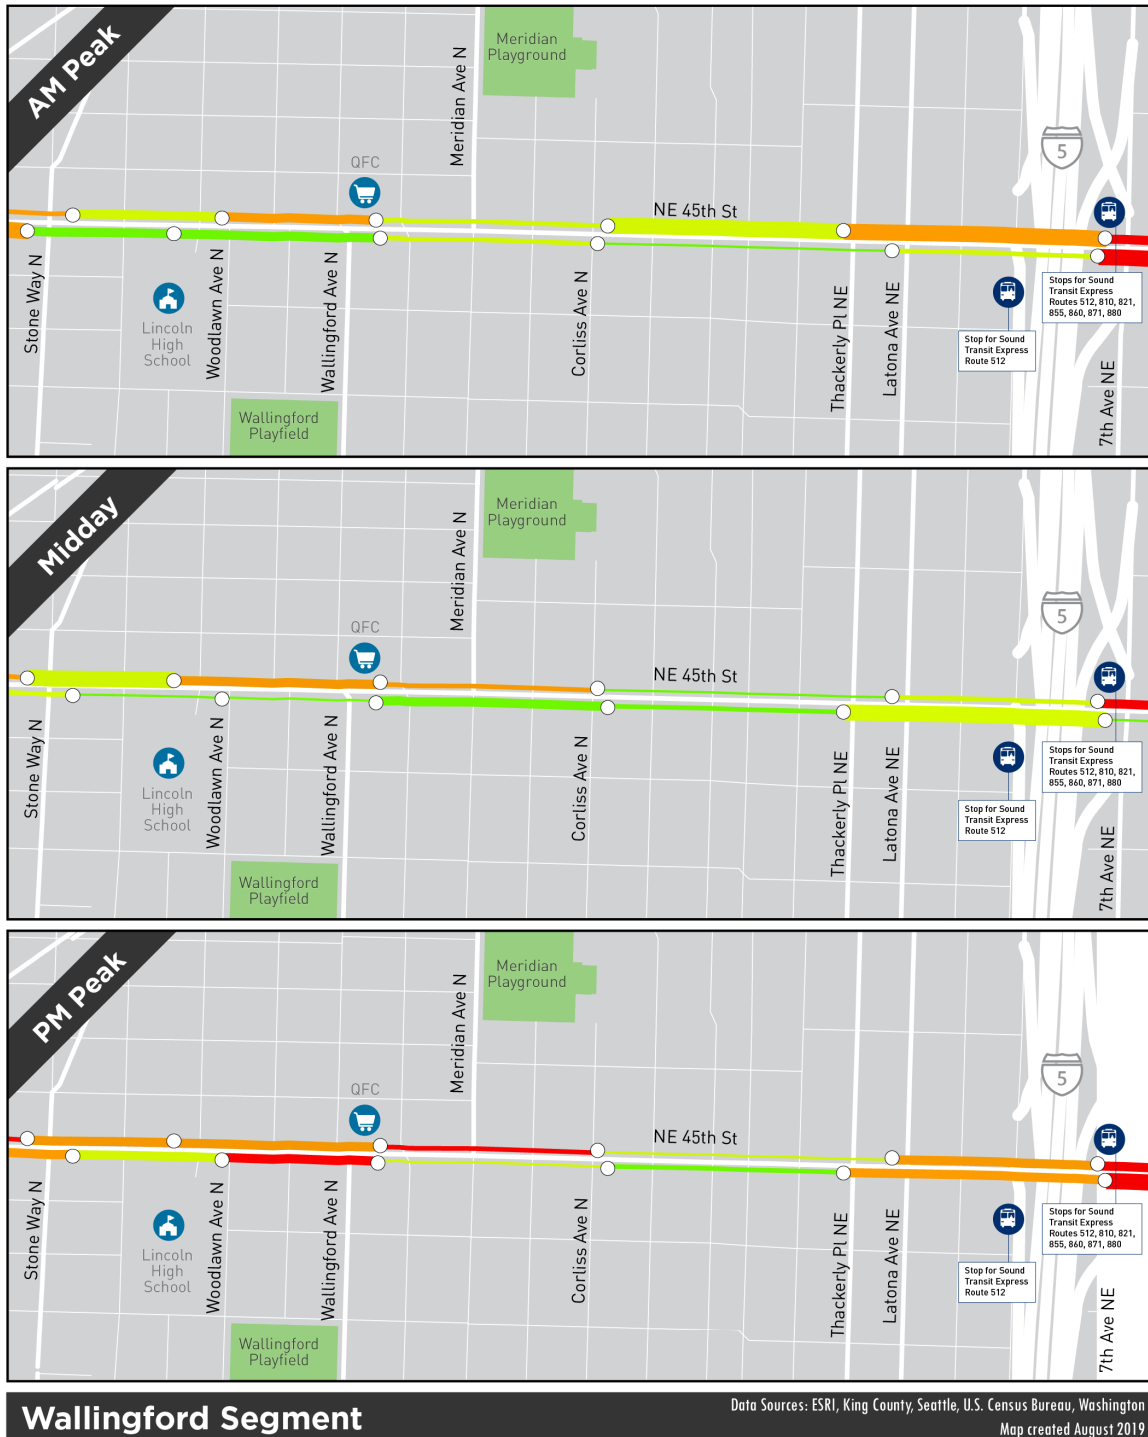 AM Peak
Meridian
Playground
Meridian Ave N
5
QFC
NE 45th St
Stone Way N
Lincoln
High
School
Woodlawn Ave N
Wallingford Ave N
Corliss Ave N
Thackerly Pl NE
Latona Ave NE
Stops for Sound
Transit Express
Routes 512, 810, 821,
855, 860, 871, 880
Stop for Sound
Transit Express
Route 512
7th Ave NE
Wallingford
Playfield
Midday
Meridian
Playground
Meridian Ave N
5
QFC
NE 45th St
Stone Way N
Lincoln
High
School
Woodlawn Ave N
Wallingford Ave N
Corliss Ave N
Thackerly Pl NE
Latona Ave NE
Stops for Sound
Transit Express
Routes 512, 810, 821,
855, 860, 871, 880
Stop for Sound
Transit Express
Route 512
7th Ave NE
Wallingford
Playfield
PM Peak
Meridian
Playground
Meridian Ave N
5
QFC
NE 45th St
Stone Way N
Lincoln
High
School
Woodlawn Ave N
Wallingford Ave N
Corliss Ave N
Thackerly Pl NE
Latona Ave NE
Stops for Sound
Transit Express
Routes 512, 810, 821,
855, 860, 871, 880
Stop for Sound
Transit Express
Route 512
7th Ave NE
Wallingford
Playfield
Wallingford Segment
Data Sources: ESRI, King County, Seattle, U.S. Census Bureau, Washington
Map created August 2019